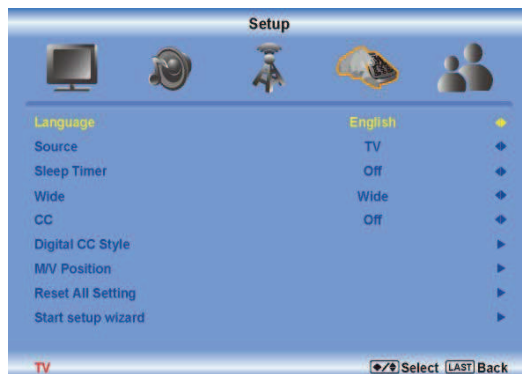 Setup
Language English
Source TV
Sleep Timer Off
Wide Wide
CC Off
Digital CC Style
M/V Position
Reset All Setting
Start setup wizard
TV Select LAST Back